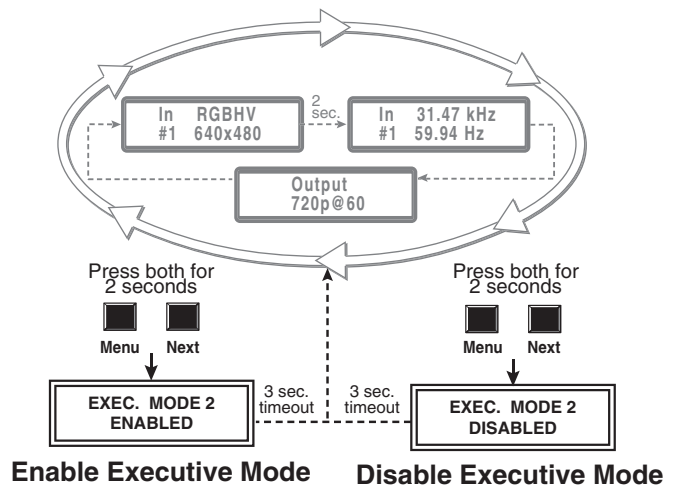 In RGBHV
#1 640x480
2
sec.
In 31.47 kHz
#1 59.94 Hz
Output
720p@60
Press both for
2 seconds
Menu Next
EXEC. MODE 2
ENABLED
3 sec.
timeout
3 sec.
timeout
Press both for
2 seconds
Menu Next
EXEC. MODE 2
DISABLED
Enable Executive Mode
Disable Executive Mode